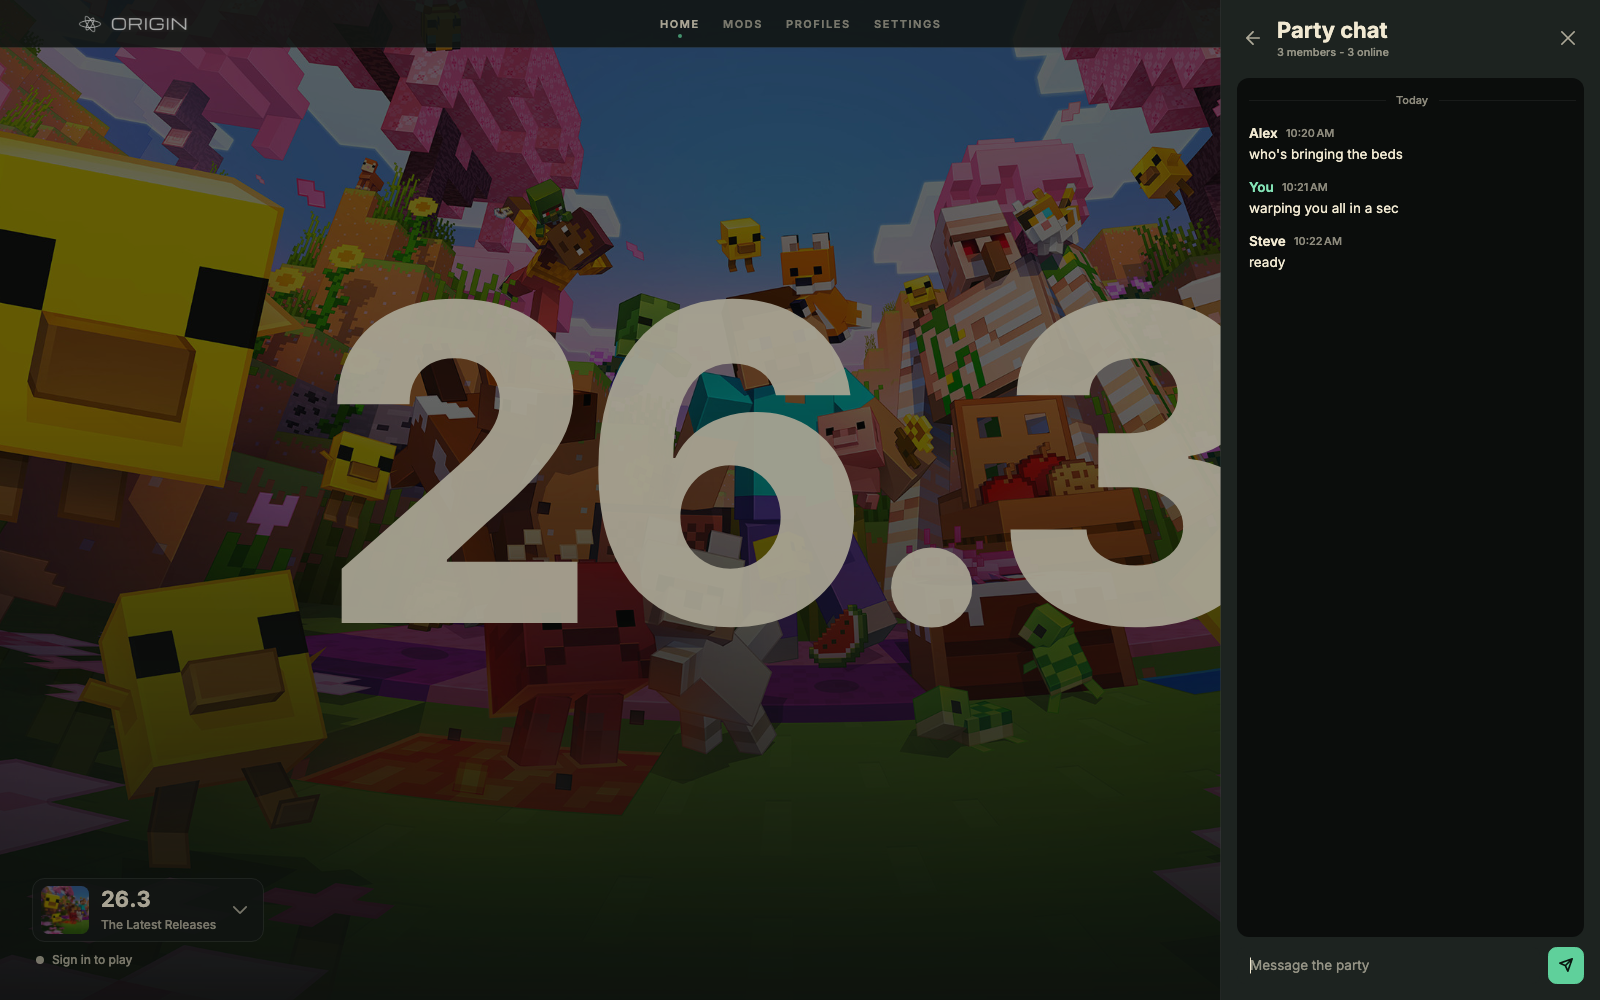 ORIGIN
HOME MODS PROFILES SETTINGS
26.3
26.3
The Latest Releases
Sign in to play
Party chat
3 members - 3 online
Today
Alex 10:20 AM
who's bringing the beds
You 10:21 AM
warping you all in a sec
Steve 10:22 AM
ready
Message the party